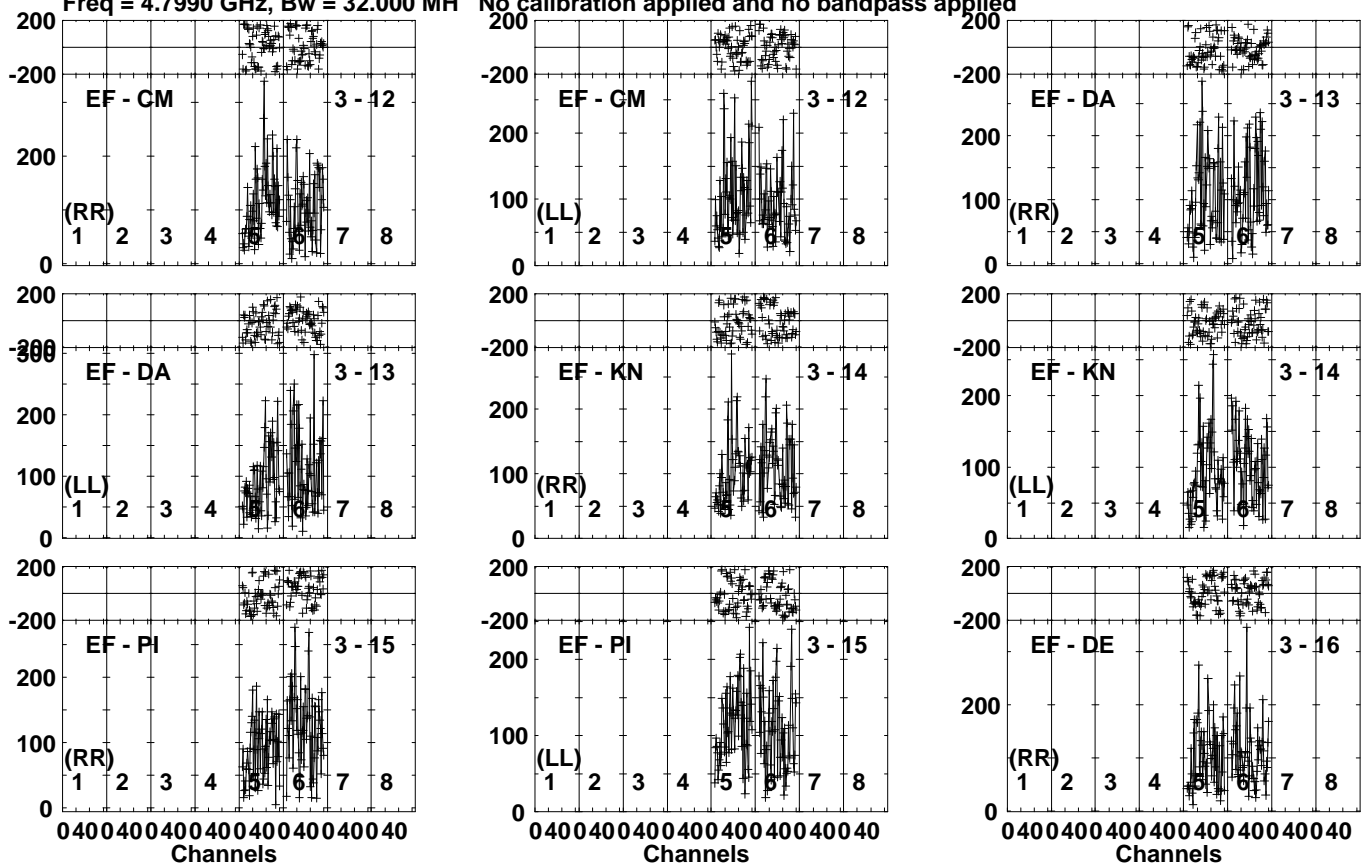 Freq = 4.7990 GHz, Bw = 32.000 MH No calibration applied and no bandpass applied
200
-200
EF - CM 3 - 12
200
(RR)
1 2 3 4 5 6 7 8
0
EF - CM 3 - 12
200
100
(LL)
1 2 3 4 5 6 7 8
0
200
-200
EF - DA 3 - 13
200
100
(RR)
1 2 3 4 5 6 7 8
0
200
-200
300
EF - DA 3 - 13
200
100
(LL)
1 2 3 4 5 6 7 8
0
EF - KN 3 - 14
200
100
(RR)
1 2 3 4 5 6 7 8
0
200
-200
EF - KN 3 - 14
200
100
(LL)
1 2 3 4 5 6 7 8
0
200
-200
EF - PI 3 - 15
200
100
(RR)
1 2 3 4 5 6 7 8
0
0 40 0 40 0 40 0 40 0 40 0 40 0 40 0 40
Channels
EF - PI 3 - 15
200
100
(LL)
1 2 3 4 5 6 7 8
0
0 40 0 40 0 40 0 40 0 40 0 40 0 40 0 40
Channels
200
-200
EF - DE 3 - 16
200
(RR)
1 2 3 4 5 6 7 8
0
0 40 0 40 0 40 0 40 0 40 0 40 0 40 0 40
Channels